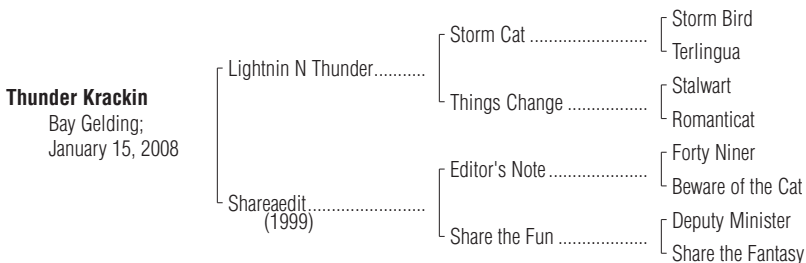 Storm Bird
Storm Cat ........................
Terlingua
Lightnin N Thunder...........
Stalwart
Things Change .................
Romanticat
Thunder Krackin
Bay Gelding;
January 15, 2008
Forty Niner
Editor's Note ....................
Beware of the Cat
Shareaedit.........................
(1999)
Deputy Minister
Share the Fun ..................
Share the Fantasy